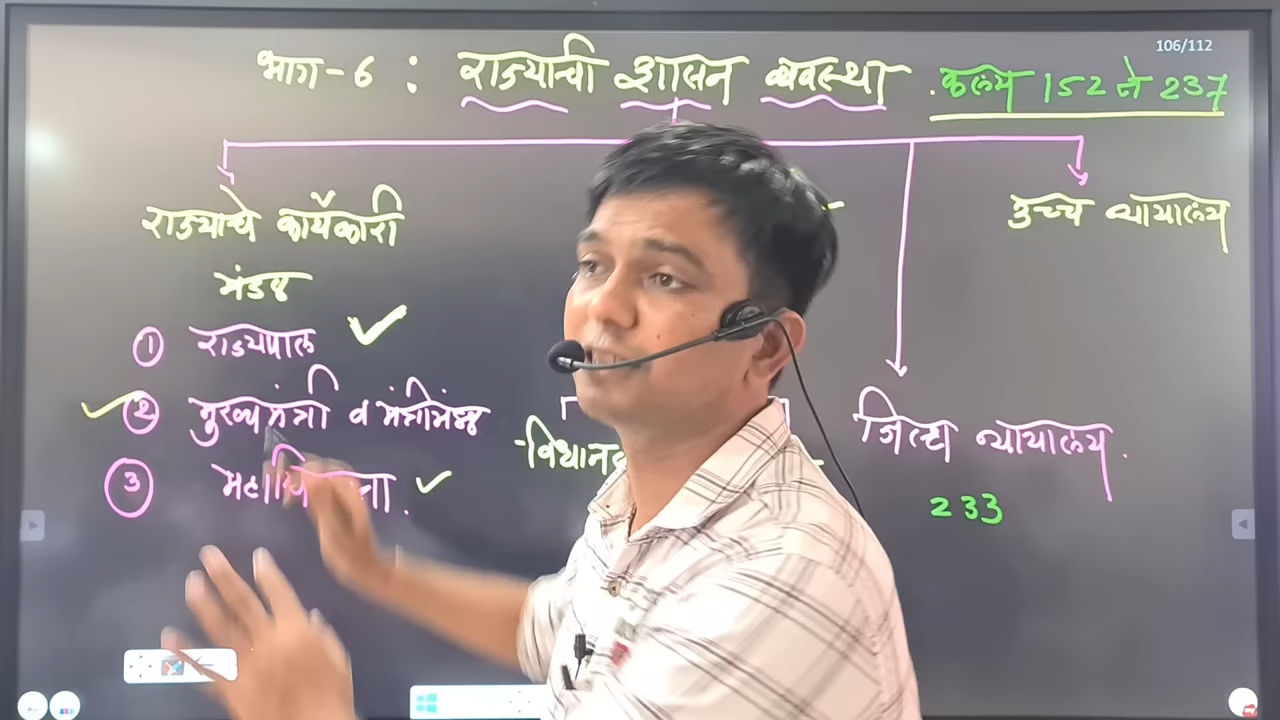 भाग-6 : राज्याची शासन व्यवस्था . कलम 152 ते 237
106/112
राज्याचे कार्यकारी
मंडळ
① राज्यपाल
② मुख्यमंत्री व मंत्रीमंडळ
③
उच्च न्यायालय
जिल्हा न्यायालय.
233